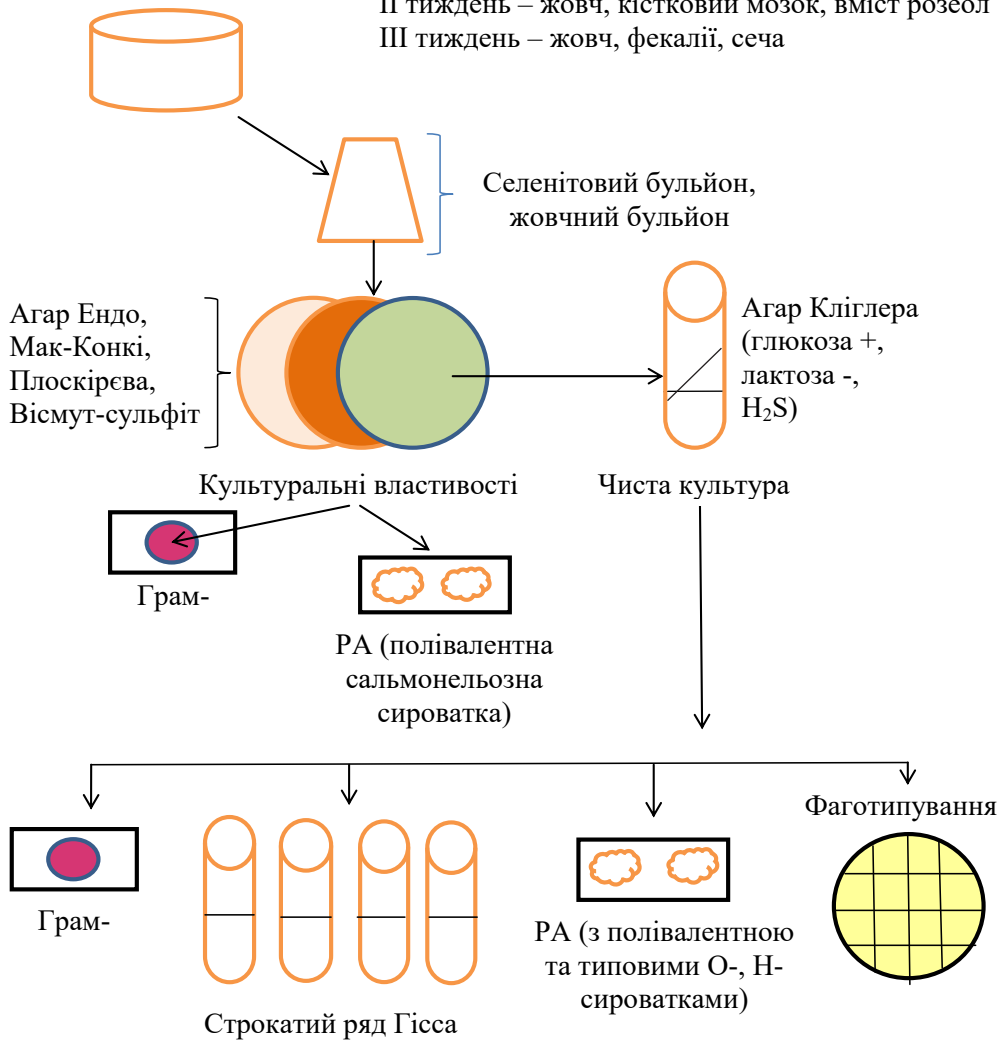 ІІ тиждень – жовч, кістковий мозок, вміст розеол
ІІІ тиждень – жовч, фекалії, сеча
Селенітовий бульйон,
жовчний бульйон
Агар Ендо,
Мак-Конкі,
Плоскірєва,
Вісмут-сульфіт
Агар Кліглера
(глюкоза +,
лактоза -,
H₂S)
Культуральні властивості
Чиста культура
Грам-
РА (полівалентна
сальмонельозна
сироватка)
Фаготипування
Грам-
Строкатий ряд Гісса
РА (з полівалентною
та типовими О-, Н-
сироватками)